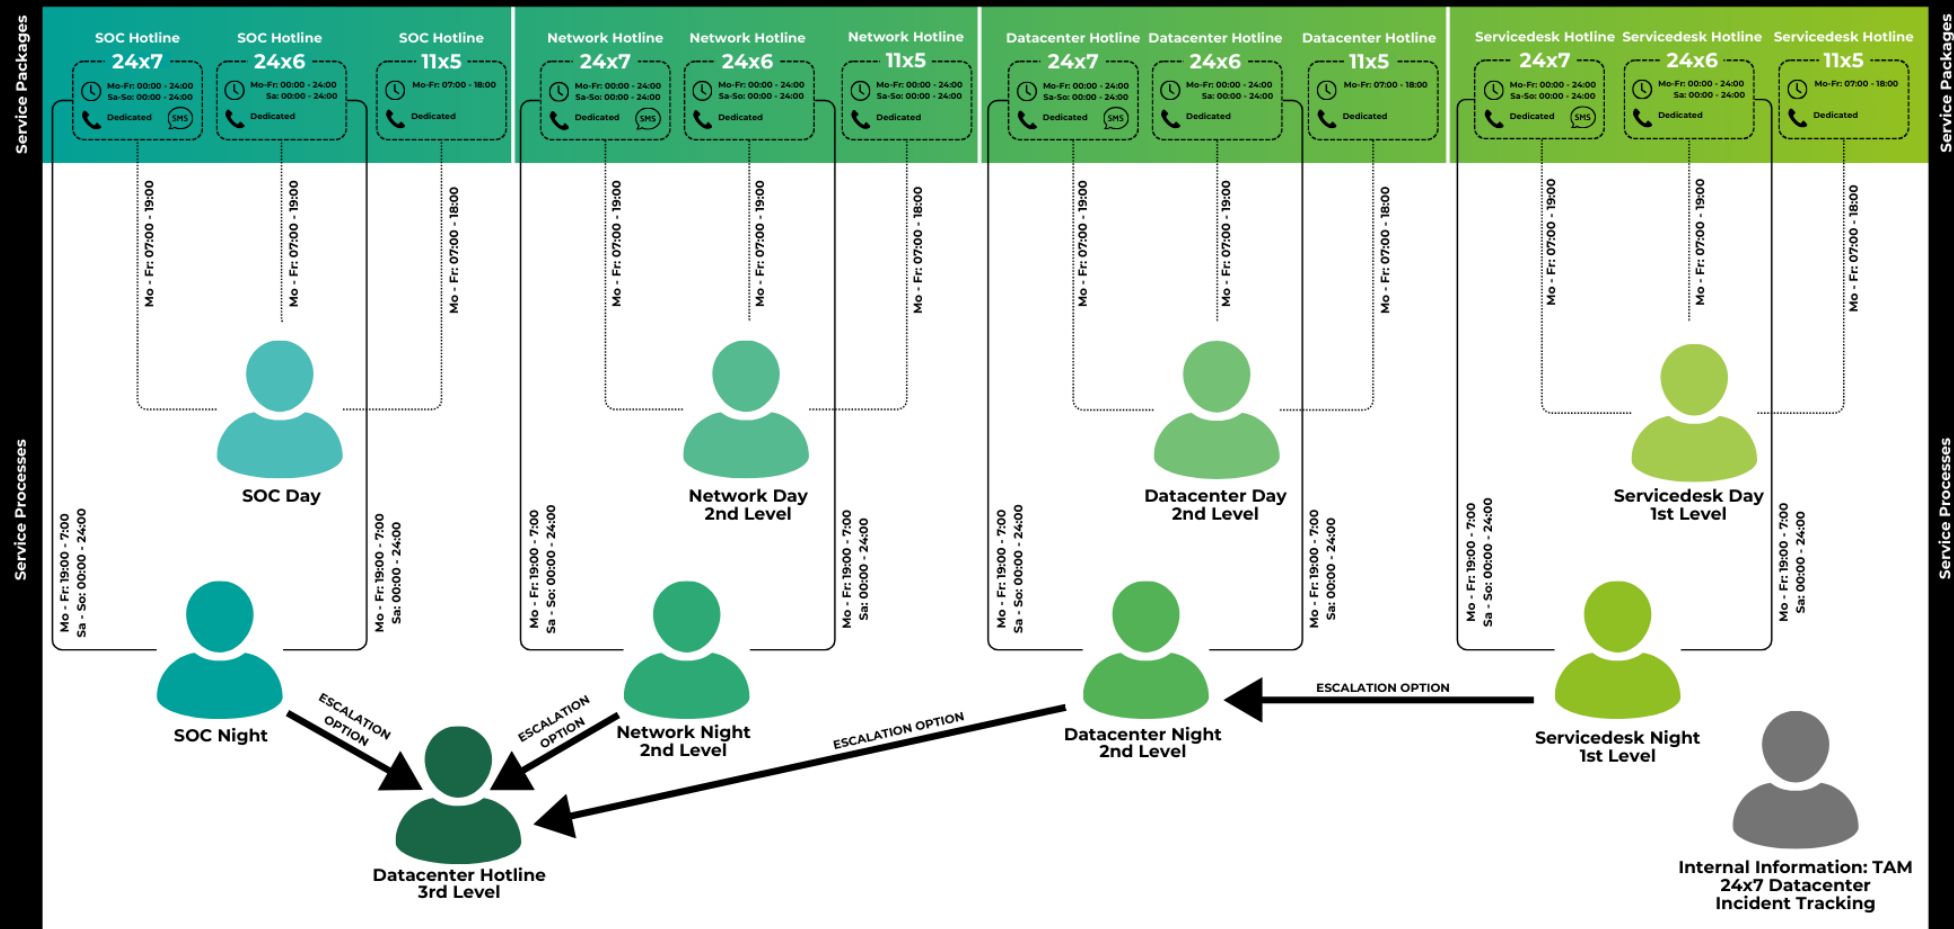 Service Packages
SOC Hotline
24x7
Mo-Fr: 00:00 - 24:00
Sa-So: 00:00 - 24:00
Dedicated
SMS
SOC Hotline
24x6
Mo-Fr: 00:00 - 24:00
Sa: 00:00 - 24:00
Dedicated
SOC Hotline
11x5
Mo-Fr: 07:00 - 18:00
Dedicated
Network Hotline
24x7
Mo-Fr: 00:00 - 24:00
Sa-So: 00:00 - 24:00
Dedicated
SMS
Network Hotline
24x6
Mo-Fr: 00:00 - 24:00
Sa-So: 00:00 - 24:00
Dedicated
Network Hotline
11x5
Mo-Fr: 00:00 - 24:00
Sa-So: 00:00 - 24:00
Dedicated
Datacenter Hotline
24x7
Mo-Fr: 00:00 - 24:00
Sa-So: 00:00 - 24:00
Dedicated
SMS
Datacenter Hotline
24x6
Mo-Fr: 00:00 - 24:00
Sa: 00:00 - 24:00
Dedicated
Datacenter Hotline
11x5
Mo-Fr: 07:00 - 18:00
Dedicated
Servicedesk Hotline
24x7
Mo-Fr: 00:00 - 24:00
Sa-So: 00:00 - 24:00
Dedicated
SMS
Servicedesk Hotline
24x6
Mo-Fr: 00:00 - 24:00
Sa: 00:00 - 24:00
Dedicated
Servicedesk Hotline
11x5
Mo-Fr: 07:00 - 18:00
Dedicated
Service Packages
Mo - Fr: 07:00 - 19:00
Mo - Fr: 07:00 - 19:00
Mo - Fr: 07:00 - 18:00
Mo - Fr: 07:00 - 19:00
Mo - Fr: 07:00 - 19:00
Mo - Fr: 07:00 - 18:00
Mo - Fr: 07:00 - 19:00
Mo - Fr: 07:00 - 19:00
Mo - Fr: 07:00 - 18:00
Mo - Fr: 07:00 - 19:00
Mo - Fr: 07:00 - 19:00
Mo - Fr: 07:00 - 18:00
Service Processes
SOC Day
Network Day
2nd Level
Datacenter Day
2nd Level
Servicedesk Day
1st Level
Service Processes
Mo - Fr: 19:00 - 7:00
Sa - So: 00:00 - 24:00
Mo - Fr: 19:00 - 7:00
Sa: 00:00 - 24:00
Mo - Fr: 19:00 - 7:00
Sa - So: 00:00 - 24:00
Mo - Fr: 19:00 - 7:00
Sa: 00:00 - 24:00
Mo - Fr: 19:00 - 7:00
Sa - So: 00:00 - 24:00
Mo - Fr: 19:00 - 7:00
Sa: 00:00 - 24:00
Mo - Fr: 19:00 - 7:00
Sa - So: 00:00 - 24:00
Mo - Fr: 19:00 - 7:00
Sa: 00:00 - 24:00
SOC Night
ESCALATION
OPTION
ESCALATION
OPTION
Network Night
2nd Level
ESCALATION OPTION
Datacenter Night
2nd Level
ESCALATION OPTION
Servicedesk Night
1st Level
Datacenter Hotline
3rd Level
Internal Information: TAM
24x7 Datacenter
Incident Tracking